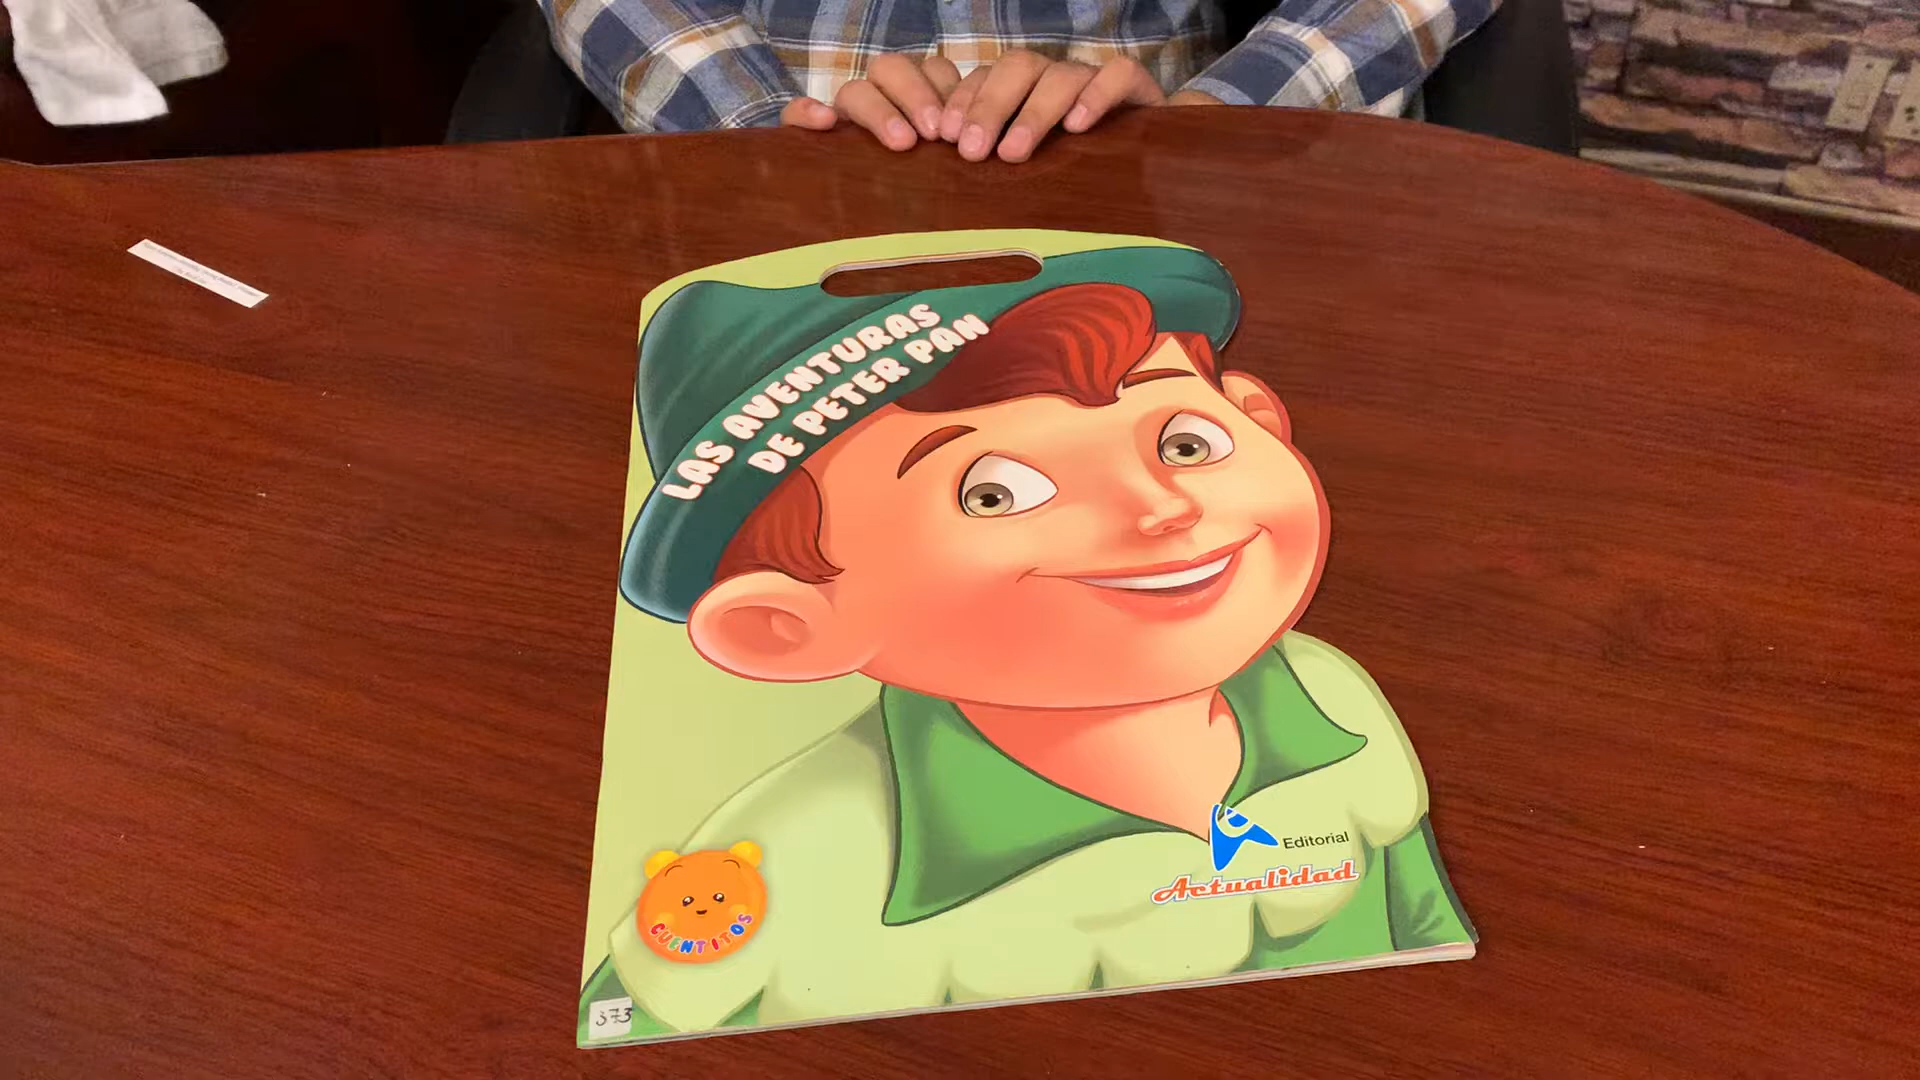 LAS AVENTURAS
DE PETER PAN
Editorial
Actualidad
CUENTITOS
373